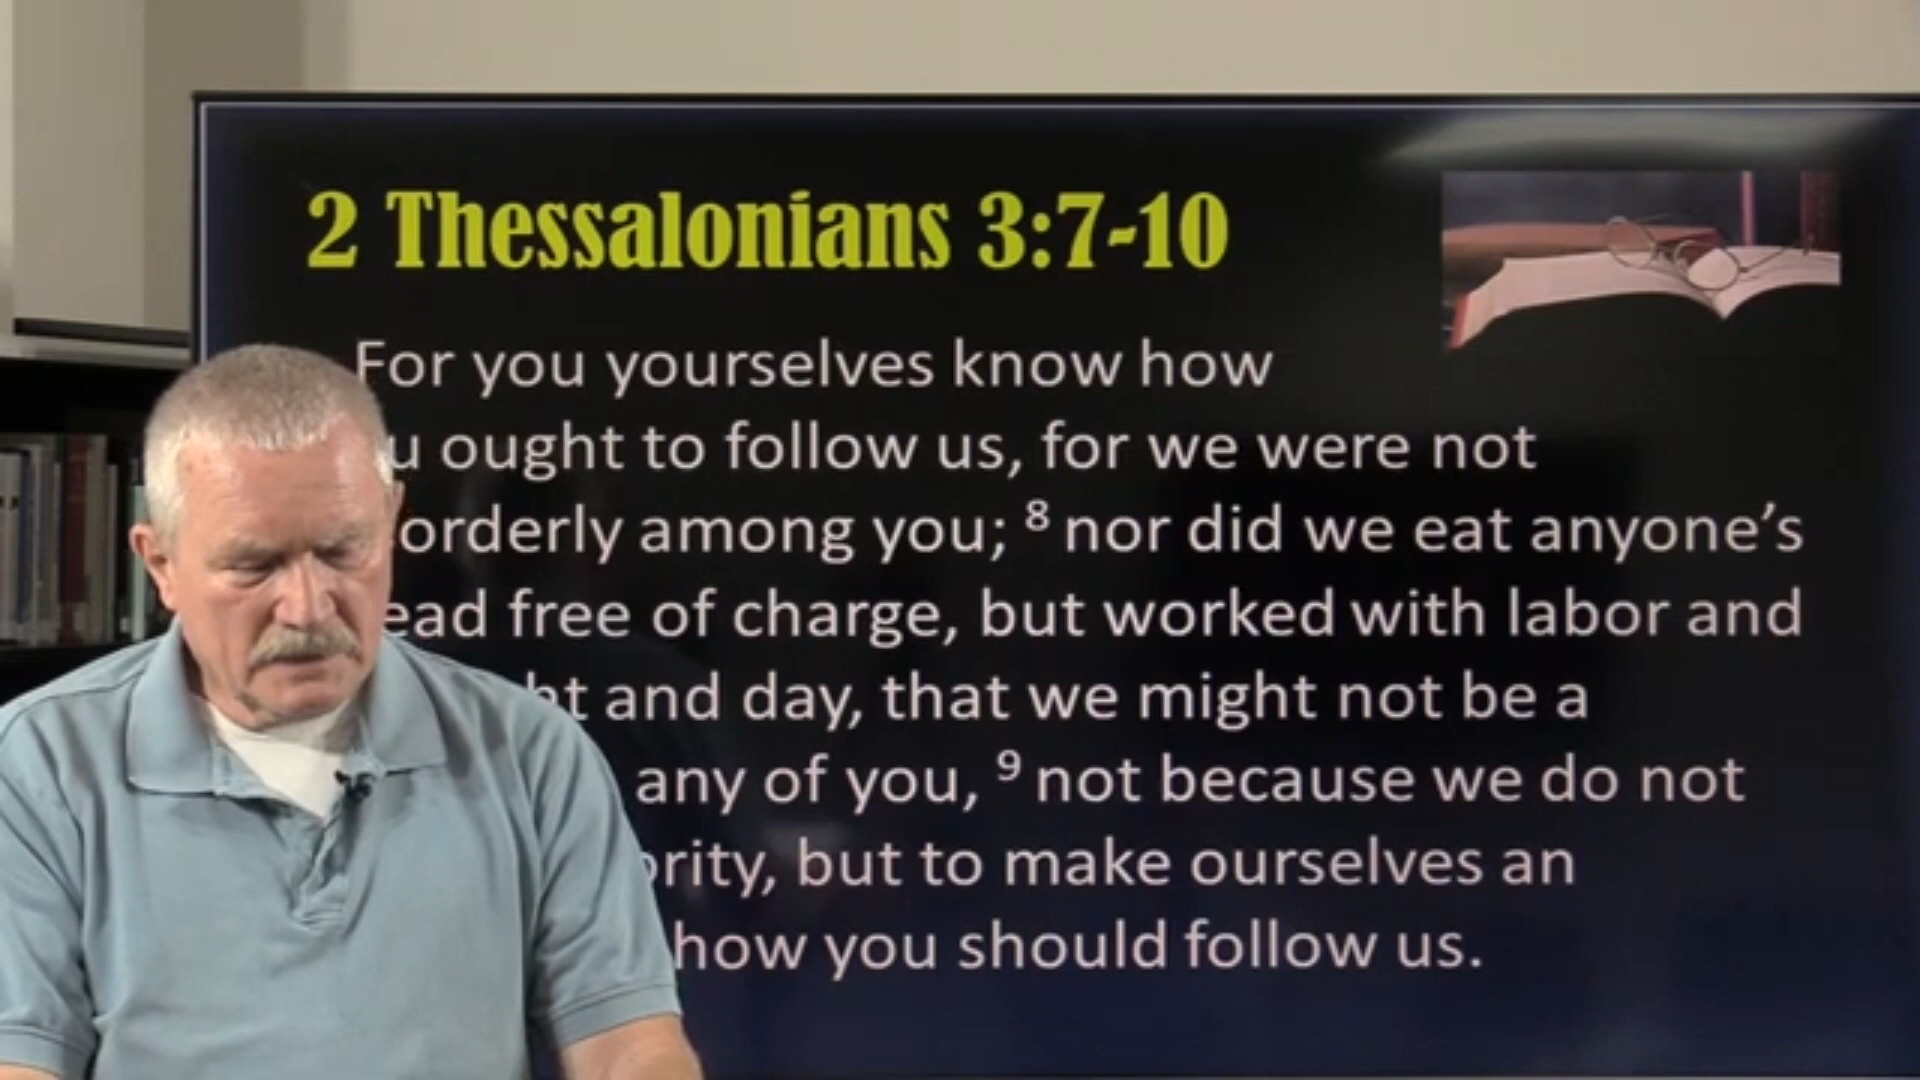 2 Thessalonians 3:7-10
For you yourselves know how
ought to follow us, for we were not
among you; ⁸ nor did we eat anyone’s
free of charge, but worked with labor and
and day, that we might not be a
any of you, ⁹ not because we do not
but to make ourselves an
how you should follow us.